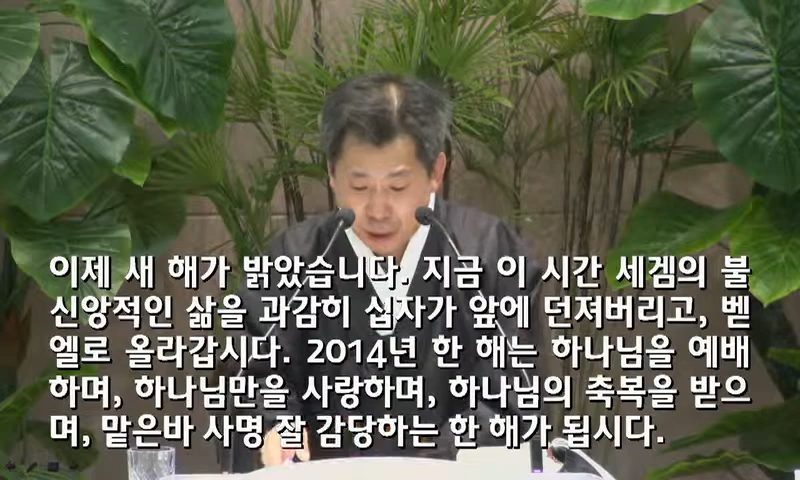 이제 새 해가 밝았습니다. 지금 이 시간 세겜의 불
신앙적인 삶을 과감히 십자가 앞에 던져버리고, 벧
엘로 올라갑시다. 2014년 한 해는 하나님을 예배
하며, 하나님만을 사랑하며, 하나님의 축복을 받으
며, 맡은바 사명 잘 감당하는 한 해가 됩시다.